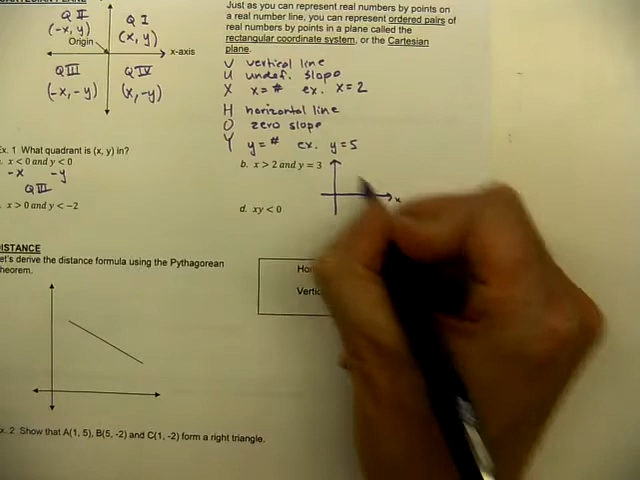 Q II
(-x, y)
Q I
(x, y)
Origin
x-axis
Q III
(-x, -y)
Q IV
(x, -y)
Just as you can represent real numbers by points on
a real number line, you can represent ordered pairs of
real numbers by points in a plane called the
rectangular coordinate system, or the Cartesian
plane.
V vertical line
U undef. slope
X x=# ex. x=2
H horizontal line
O zero slope
Y y=# ex. y=5
Ex. 1 What quadrant is (x, y) in?
x < 0 and y < 0
-x -y
Q III
b. x > 2 and y = 3
x
x > 0 and y < −2
d. xy < 0
DISTANCE
Let's derive the distance formula using the Pythagorean
Theorem.
Ex. 2 Show that A(1, 5), B(5, -2) and C(1, -2) form a right triangle.